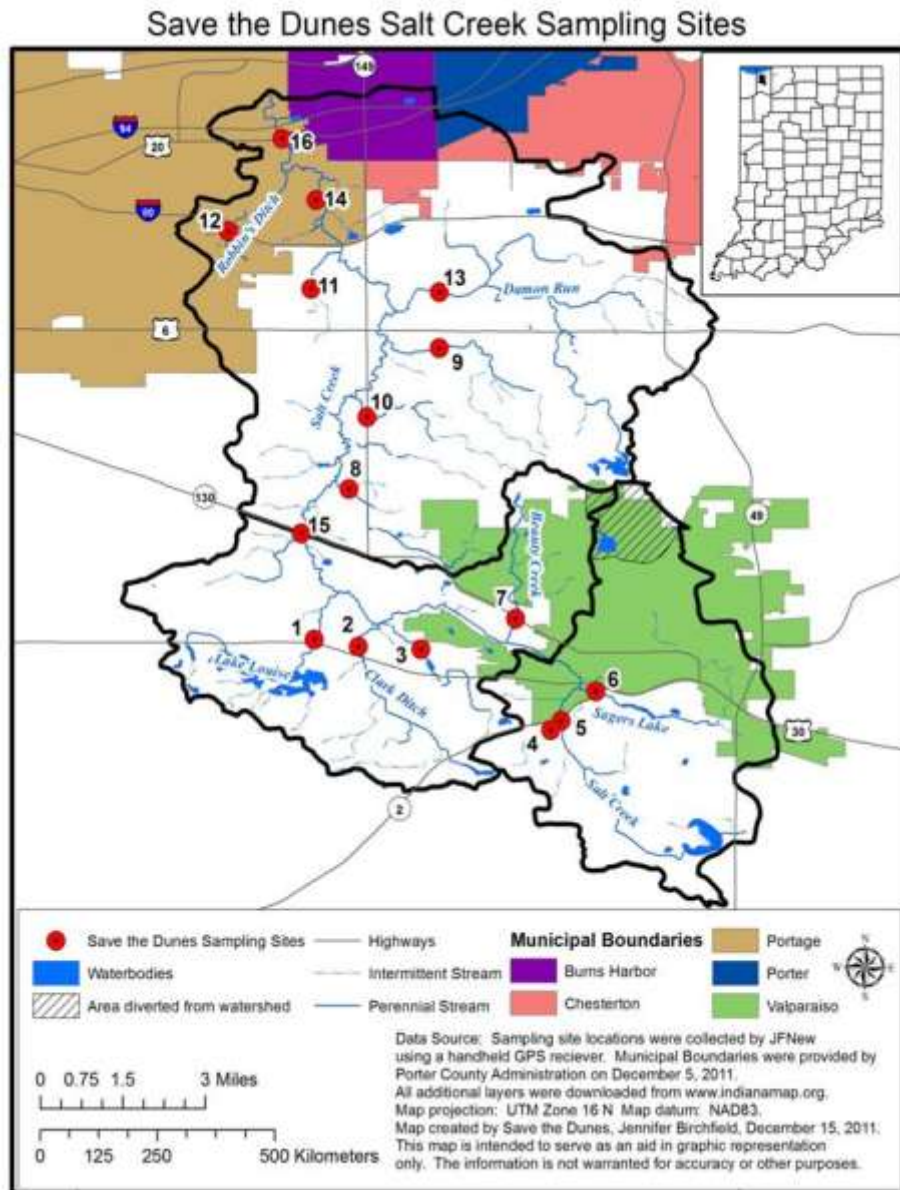 Save the Dunes Salt Creek Sampling Sites
149
94
20
16
14
12
90
Robbin's Ditch
13
11
Damon Run
6
9
Salt Creek
10
8
130
49
15
Beauty Creek
7
1
2
3
Lake Louise
Clark Ditch
6
Sagers Lake
5
4
30
Salt Creek
2
Save the Dunes Sampling Sites
Waterbodies
Area diverted from watershed
Highways
Intermittent Stream
Perennial Stream
Municipal Boundaries
Burns Harbor
Chesterton
Portage
Porter
Valparaiso
N
W E
S
0 0.75 1.5 3 Miles
0 125 250 500 Kilometers
Data Source: Sampling site locations were collected by JFNew
using a handheld GPS reciever. Municipal Boundaries were provided by
Porter County Administration on December 5, 2011.
All additional layers were downloaded from www.indianamap.org.
Map projection: UTM Zone 16 N Map datum: NAD83.
Map created by Save the Dunes, Jennifer Birchfield, December 15, 2011.
This map is intended to serve as an aid in graphic representation
only. The information is not warranted for accuracy or other purposes.